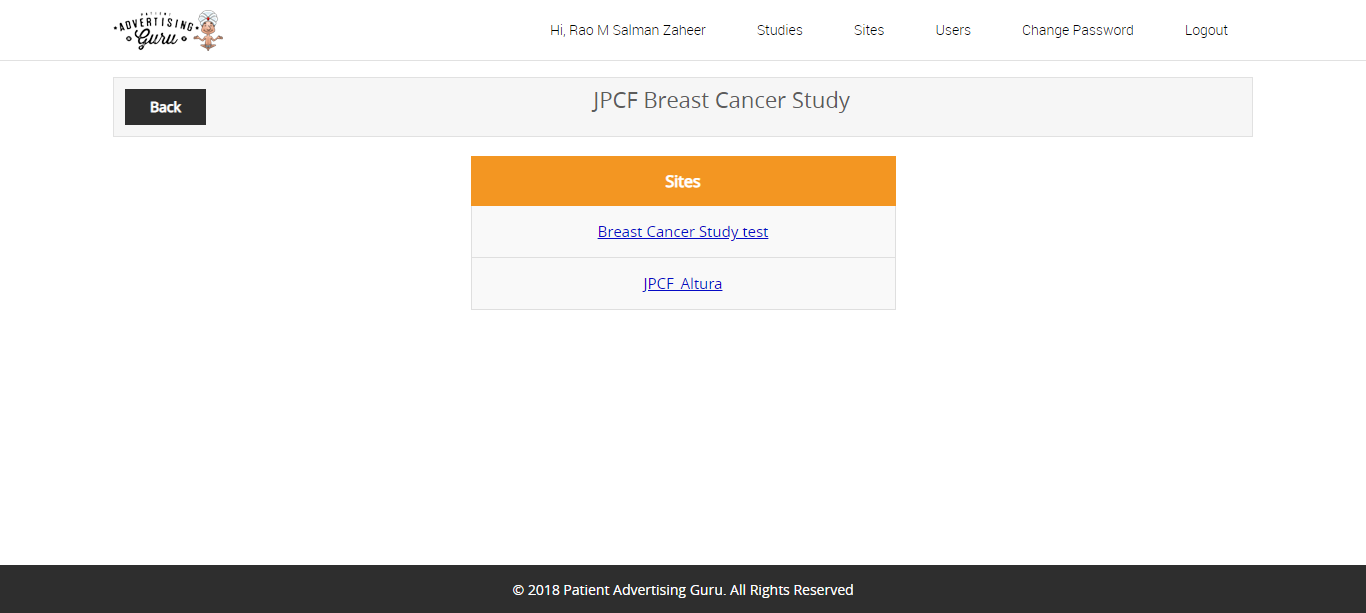 PATIENT
ADVERTISING
Guru
Hi, Rao M Salman Zaheer
Studies
Sites
Users
Change Password
Logout
Back
JPCF Breast Cancer Study
Sites
Breast Cancer Study test
JPCF_Altura
© 2018 Patient Advertising Guru. All Rights Reserved